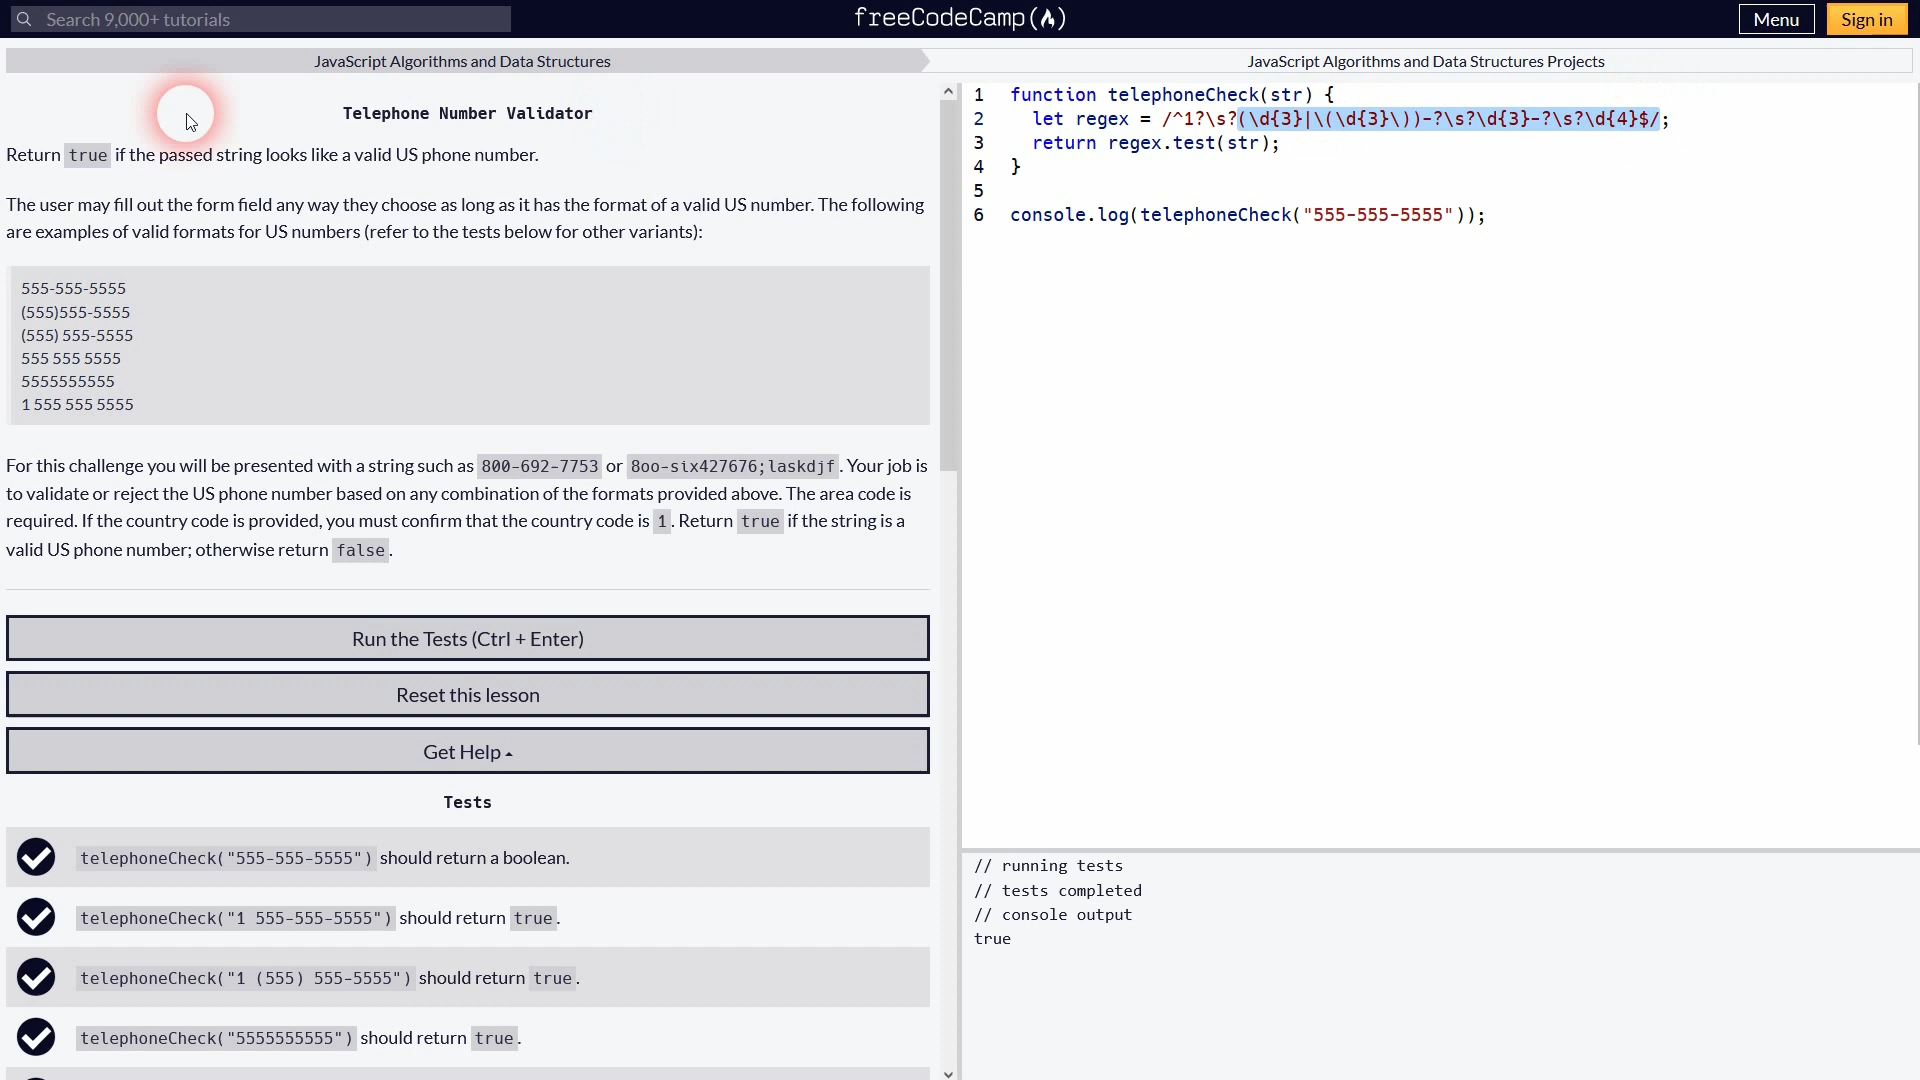 Search 9,000+ tutorials
freeCodeCamp
Menu
Sign in
JavaScript Algorithms and Data Structures
JavaScript Algorithms and Data Structures Projects
Telephone Number Validator
Return true if the passed string looks like a valid US phone number.
The user may fill out the form field any way they choose as long as it has the format of a valid US number. The following
are examples of valid formats for US numbers (refer to the tests below for other variants):
555-555-5555
(555)555-5555
(555) 555-5555
555 555 5555
5555555555
1 555 555 5555
For this challenge you will be presented with a string such as 800-692-7753 or 8oo-six427676;laskdjf. Your job is
to validate or reject the US phone number based on any combination of the formats provided above. The area code is
required. If the country code is provided, you must confirm that the country code is 1. Return true if the string is a
valid US phone number; otherwise return false.
Run the Tests (Ctrl + Enter)
Reset this lesson
Get Help
Tests
telephoneCheck("555-555-5555") should return a boolean.
telephoneCheck("1 555-555-5555") should return true.
telephoneCheck("1 (555) 555-5555") should return true.
telephoneCheck("5555555555") should return true.
1 function telephoneCheck(str) {
2   let regex = /^1?\s?(\d{3}|\(\d{3}\))-?\s?\d{3}-?\s?\d{4}$/;
3   return regex.test(str);
4 }
5
6 console.log(telephoneCheck("555-555-5555"));
// running tests
// tests completed
// console output
true